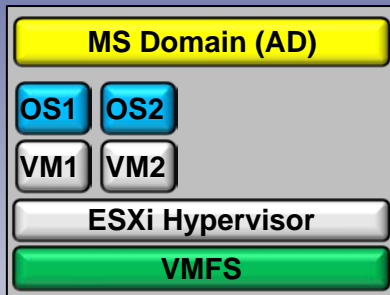 MS Domain (AD)
OS1 OS2
VM1 VM2
ESXi Hypervisor
VMFS